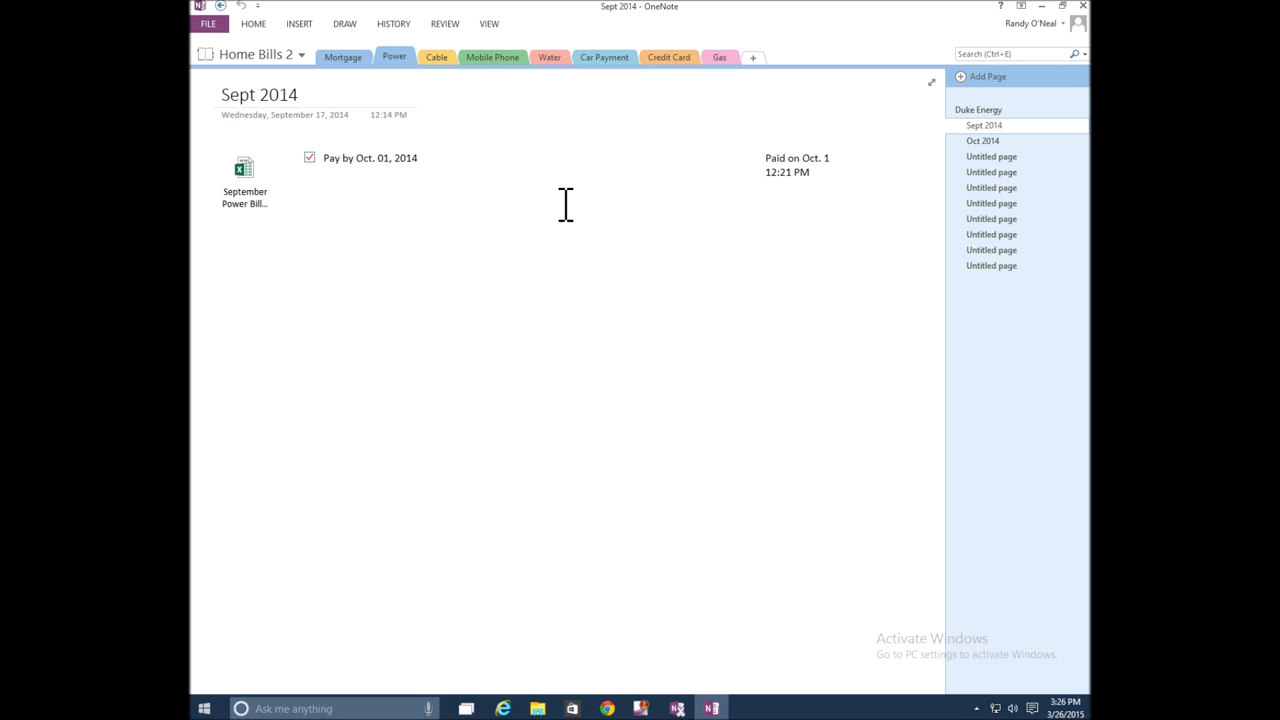 Sept 2014 - OneNote
?
FILE HOME INSERT DRAW HISTORY REVIEW VIEW
Randy O'Neal
Home Bills 2
Mortgage Power Cable Mobile Phone Water Car Payment Credit Card Gas +
Search (Ctrl+E)
Add Page
Sept 2014
Wednesday, September 17, 2014 12:14 PM
Pay by Oct. 01, 2014
Paid on Oct. 1
12:21 PM
September
Power Bill...
Duke Energy
Sept 2014
Oct 2014
Untitled page
Untitled page
Untitled page
Untitled page
Untitled page
Untitled page
Untitled page
Untitled page
Activate Windows
Go to PC settings to activate Windows.
Ask me anything
3:26 PM
3/26/2015